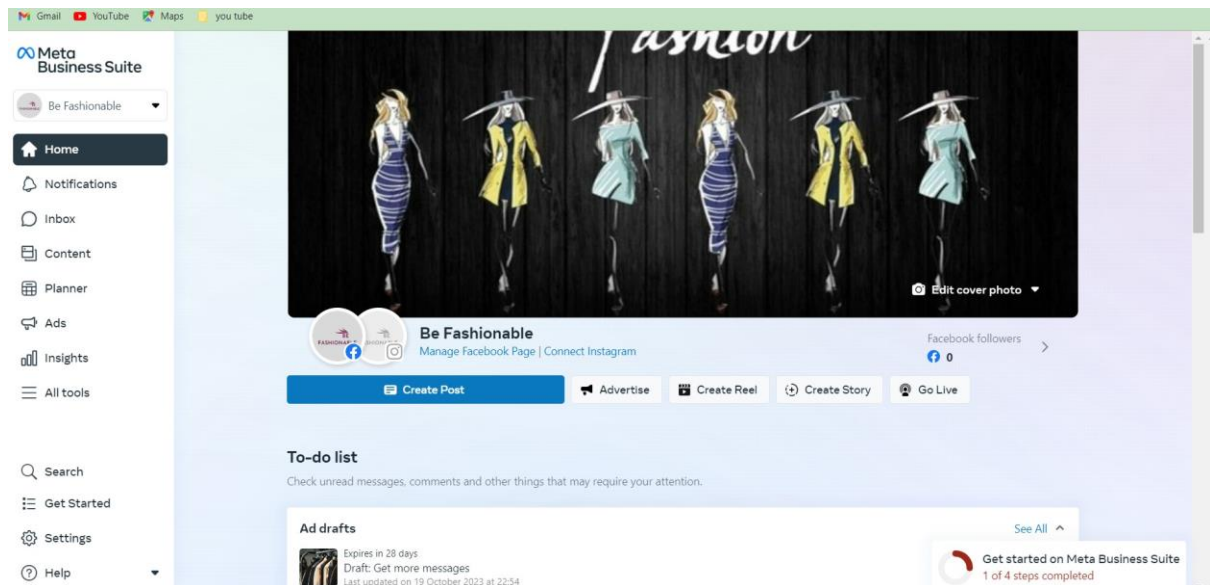 Gmail YouTube Maps you tube
Meta
Business Suite
Be Fashionable
Home
Notifications
Inbox
Content
Planner
Ads
Insights
All tools
Search
Get Started
Settings
Help
Fashion
Edit cover photo
Be Fashionable
Manage Facebook Page | Connect Instagram
Facebook followers
0
Create Post
Advertise
Create Reel
Create Story
Go Live
To-do list
Check unread messages, comments and other things that may require your attention.
Ad drafts
See All
Expires in 28 days
Draft: Get more messages
Last updated on 19 October 2023 at 22:54
Get started on Meta Business Suite
1 of 4 steps completed